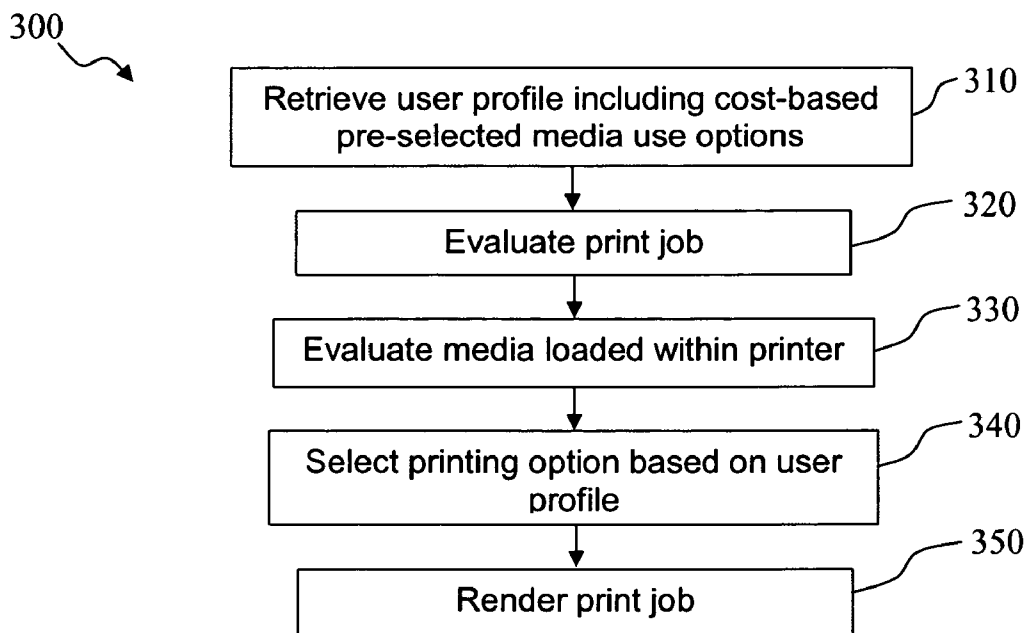 300
310
Retrieve user profile including cost-based
pre-selected media use options
320
Evaluate print job
330
Evaluate media loaded within printer
340
Select printing option based on user
profile
350
Render print job